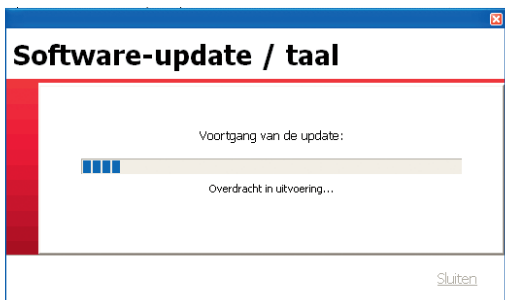 Software-update / taal
Voortgang van de update:
Overdracht in uitvoering...
Sluiten